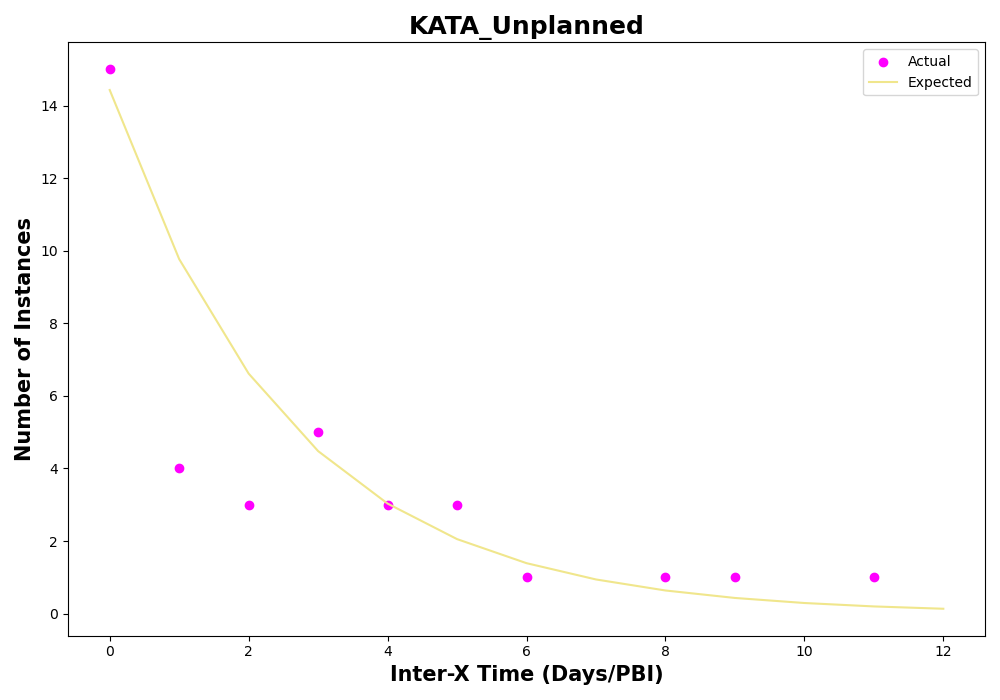 KATA_Unplanned
Actual
Expected
Number of Instances
14
12
10
8
6
4
2
0
0 2 4 6 8 10 12
Inter-X Time (Days/PBI)